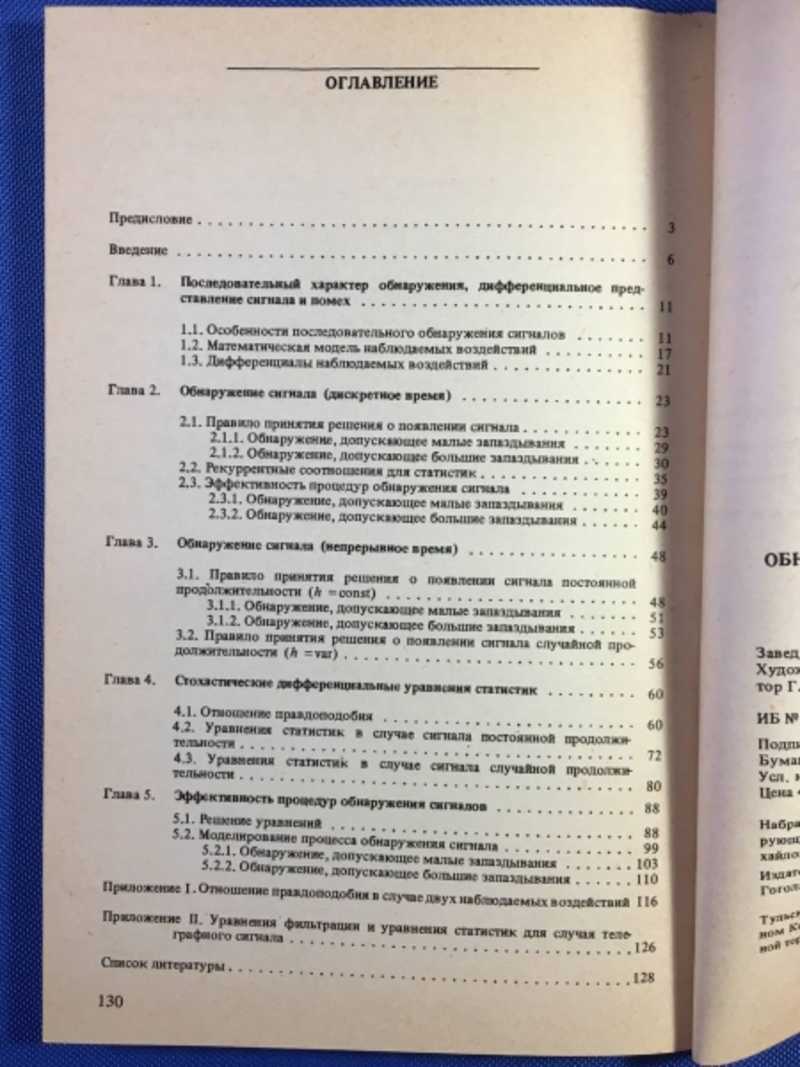 ОГЛАВЛЕНИЕ
Предисловие . . . . . . . . . . 3
Введение . . . . . . . . . . 6
Глава 1. Последовательный характер обнаружения, дифференциальное пред-
ставление сигнала и помех . . . . . . . . . . 11
1.1. Особенности последовательного обнаружения сигналов . . . . . . 11
1.2. Математическая модель наблюдаемых воздействий . . . . . . 17
1.3. Дифференциалы наблюдаемых воздействий . . . . . . 21
Глава 2. Обнаружение сигнала (дискретное время) . . . . . . 23
2.1. Правило принятия решения о появлении сигнала . . . . . . 23
2.1.1. Обнаружение, допускающее малые запаздывания . . . . . . 29
2.1.2. Обнаружение, допускающее большие запаздывания . . . . . . 30
2.2. Рекуррентные соотношения для статистик . . . . . . 35
2.3. Эффективность процедур обнаружения сигнала . . . . . . 39
2.3.1. Обнаружение, допускающее малые запаздывания . . . . . . 40
2.3.2. Обнаружение, допускающее большие запаздывания . . . . . . 44
Глава 3. Обнаружение сигнала (непрерывное время) . . . . . . 48
3.1. Правило принятия решения о появлении сигнала постоянной
продолжительности (h = const) . . . . . . 48
3.1.1. Обнаружение, допускающее малые запаздывания . . . . . . 51
3.1.2. Обнаружение, допускающее большие запаздывания . . . . . . 53
3.2. Правило принятия решения о появлении сигнала случайной про-
должительности (h = var) . . . . . . 56
Глава 4. Стохастические дифференциальные уравнения статистик . . . . . . 60
4.1. Отношение правдоподобия . . . . . . 60
4.2. Уравнения статистик в случае сигнала постоянной продолжи-
тельности . . . . . . 72
4.3. Уравнения статистик в случае сигнала случайной продолжи-
тельности . . . . . . 80
Глава 5. Эффективность процедур обнаружения сигналов . . . . . . 88
5.1. Решение уравнений . . . . . . 88
5.2. Моделирование процесса обнаружения сигнала . . . . . . 99
5.2.1. Обнаружение, допускающее малые запаздывания . . . . . . 103
5.2.2. Обнаружение, допускающее большие запаздывания . . . . . . 110
Приложение I. Отношение правдоподобия в случае двух наблюдаемых воздействий 116
Приложение II. Уравнения фильтрации и уравнения статистик для случая теле-
графного сигнала . . . . . . 126
Список литературы . . . . . . 128
130
ОБН
Завед
Худож
тор Г.
ИБ №
Подпи
Бумаг
Усл. п
Цена
Набра
рующ
хайло
Издате
Гогол
Тульск
ном Ко
ной гор